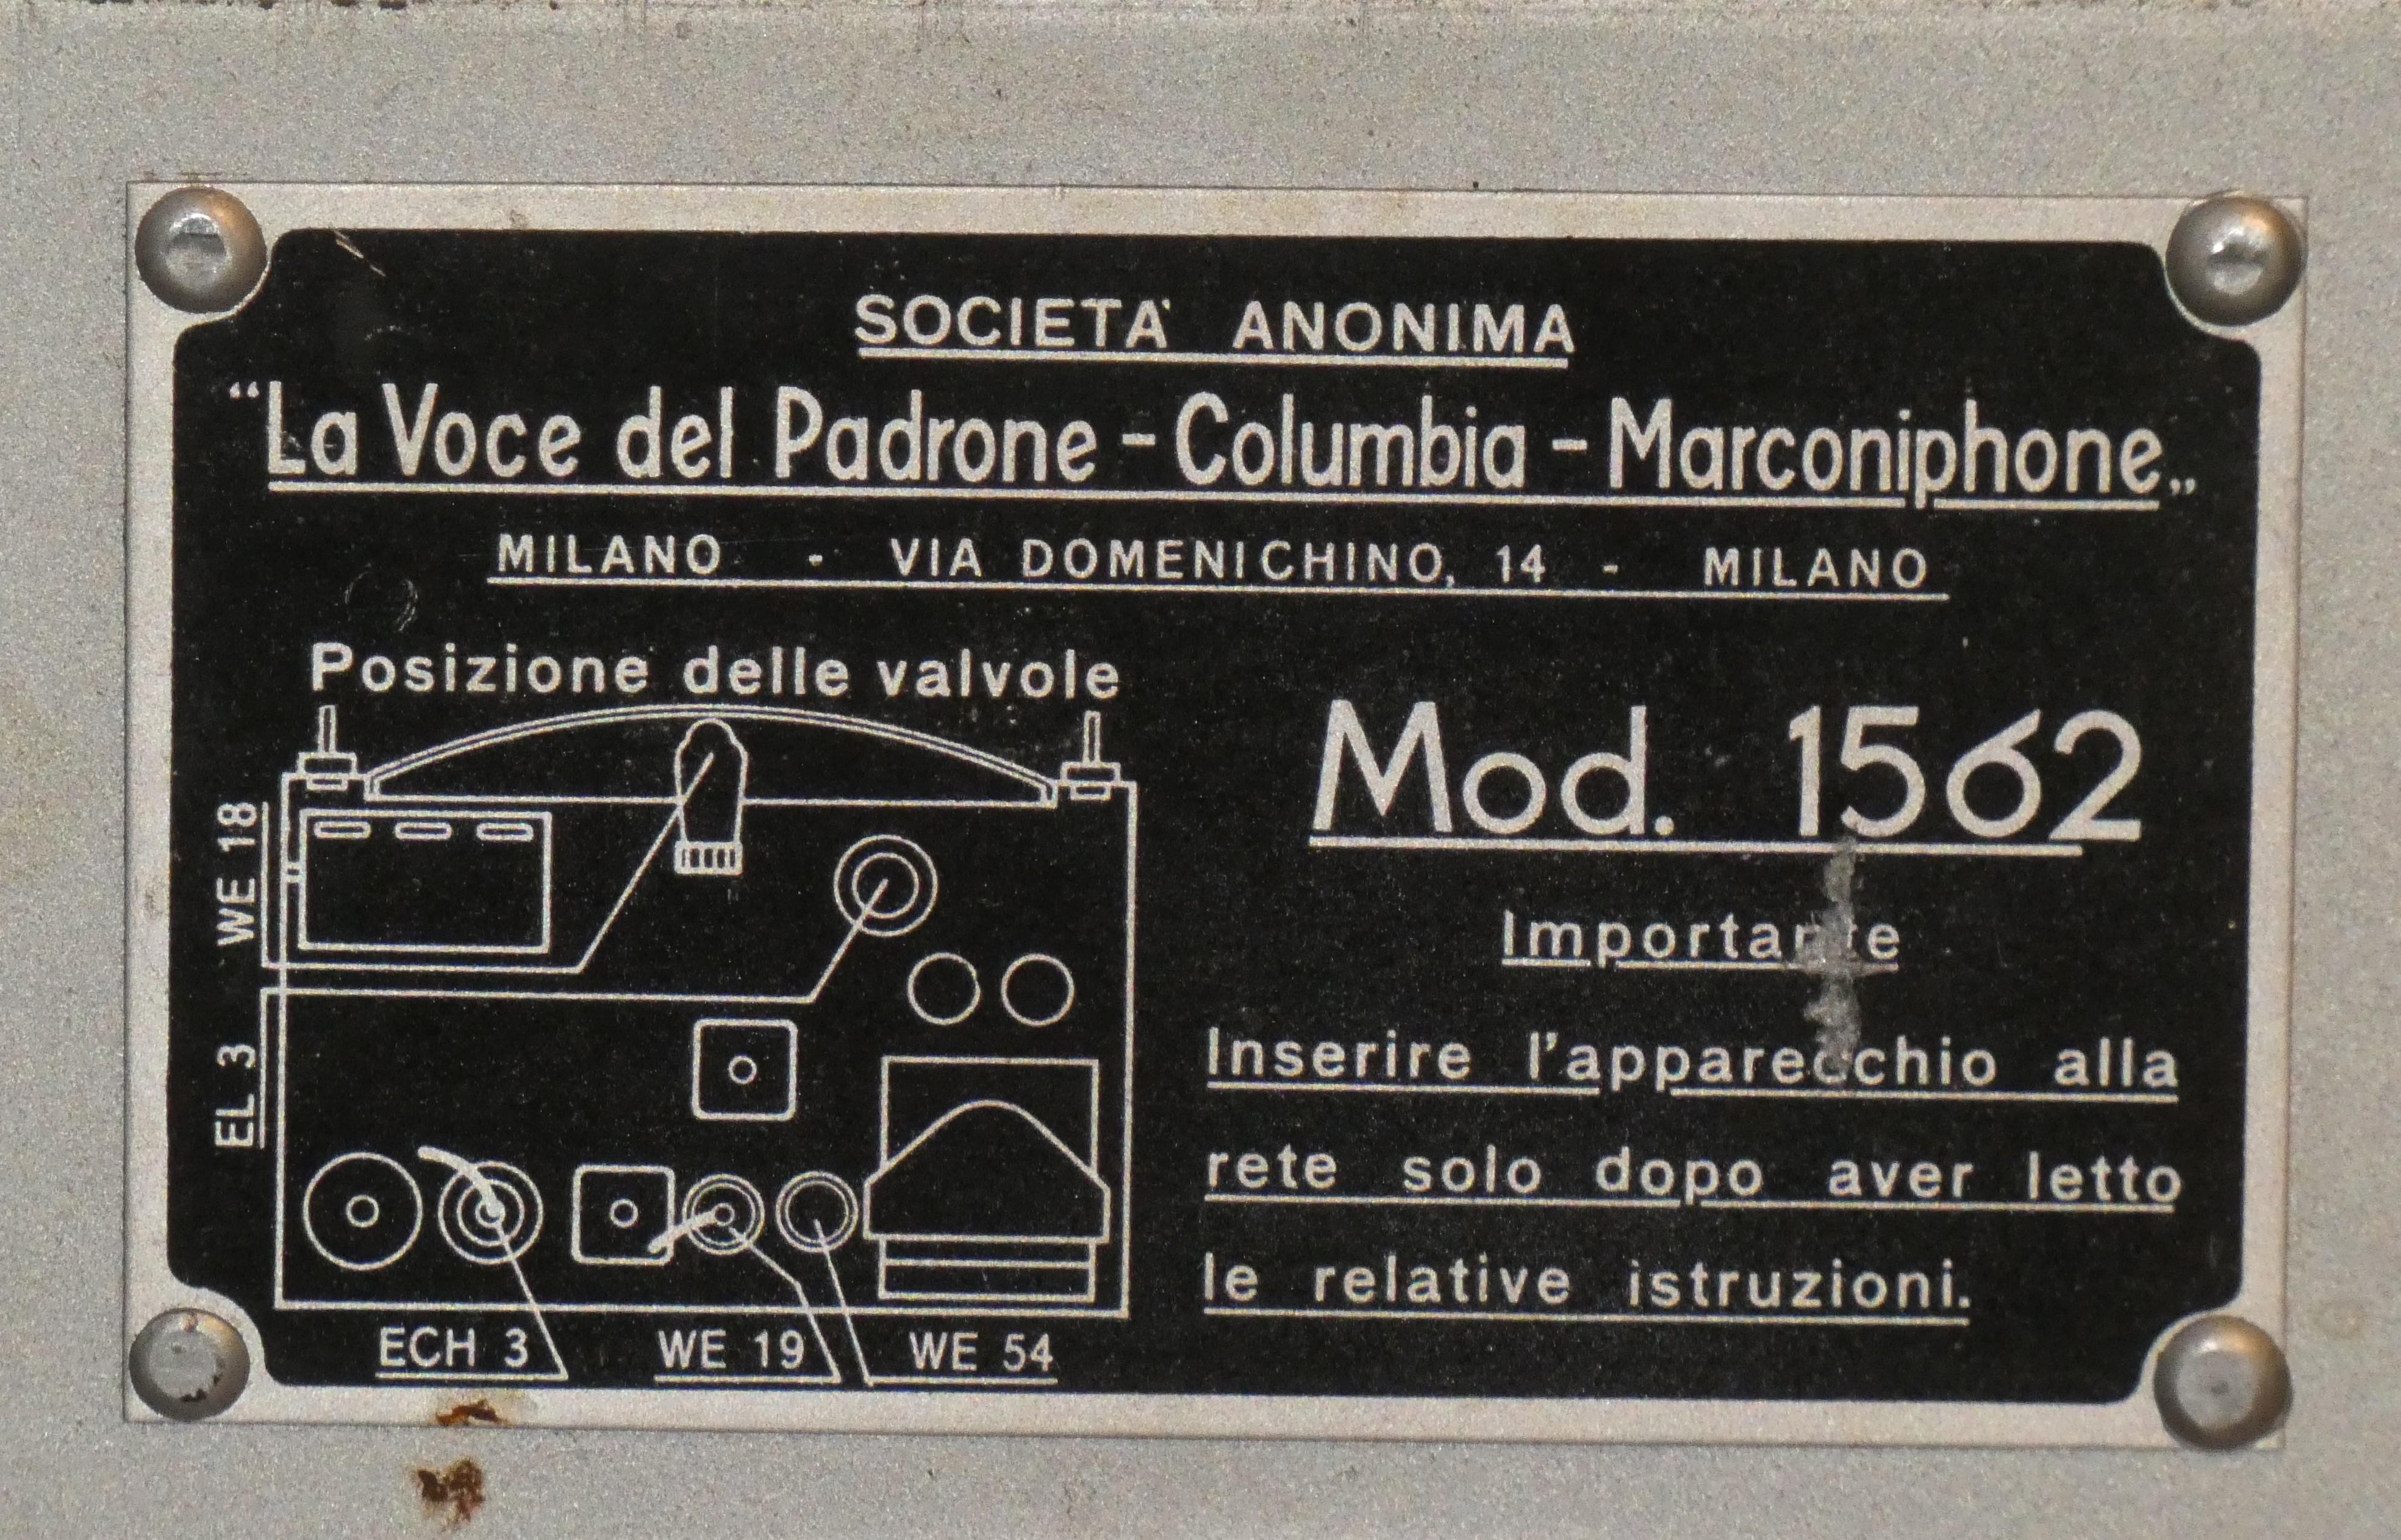 SOCIETÀ ANONIMA
“La Voce del Padrone - Columbia - Marconiphone„
MILANO - VIA DOMENICHINO, 14 - MILANO
Posizione delle valvole
WE 18
EL 3
ECH 3 WE 19 WE 54
Mod. 1562
Importante
Inserire l'apparecchio alla
rete solo dopo aver letto
le relative istruzioni.